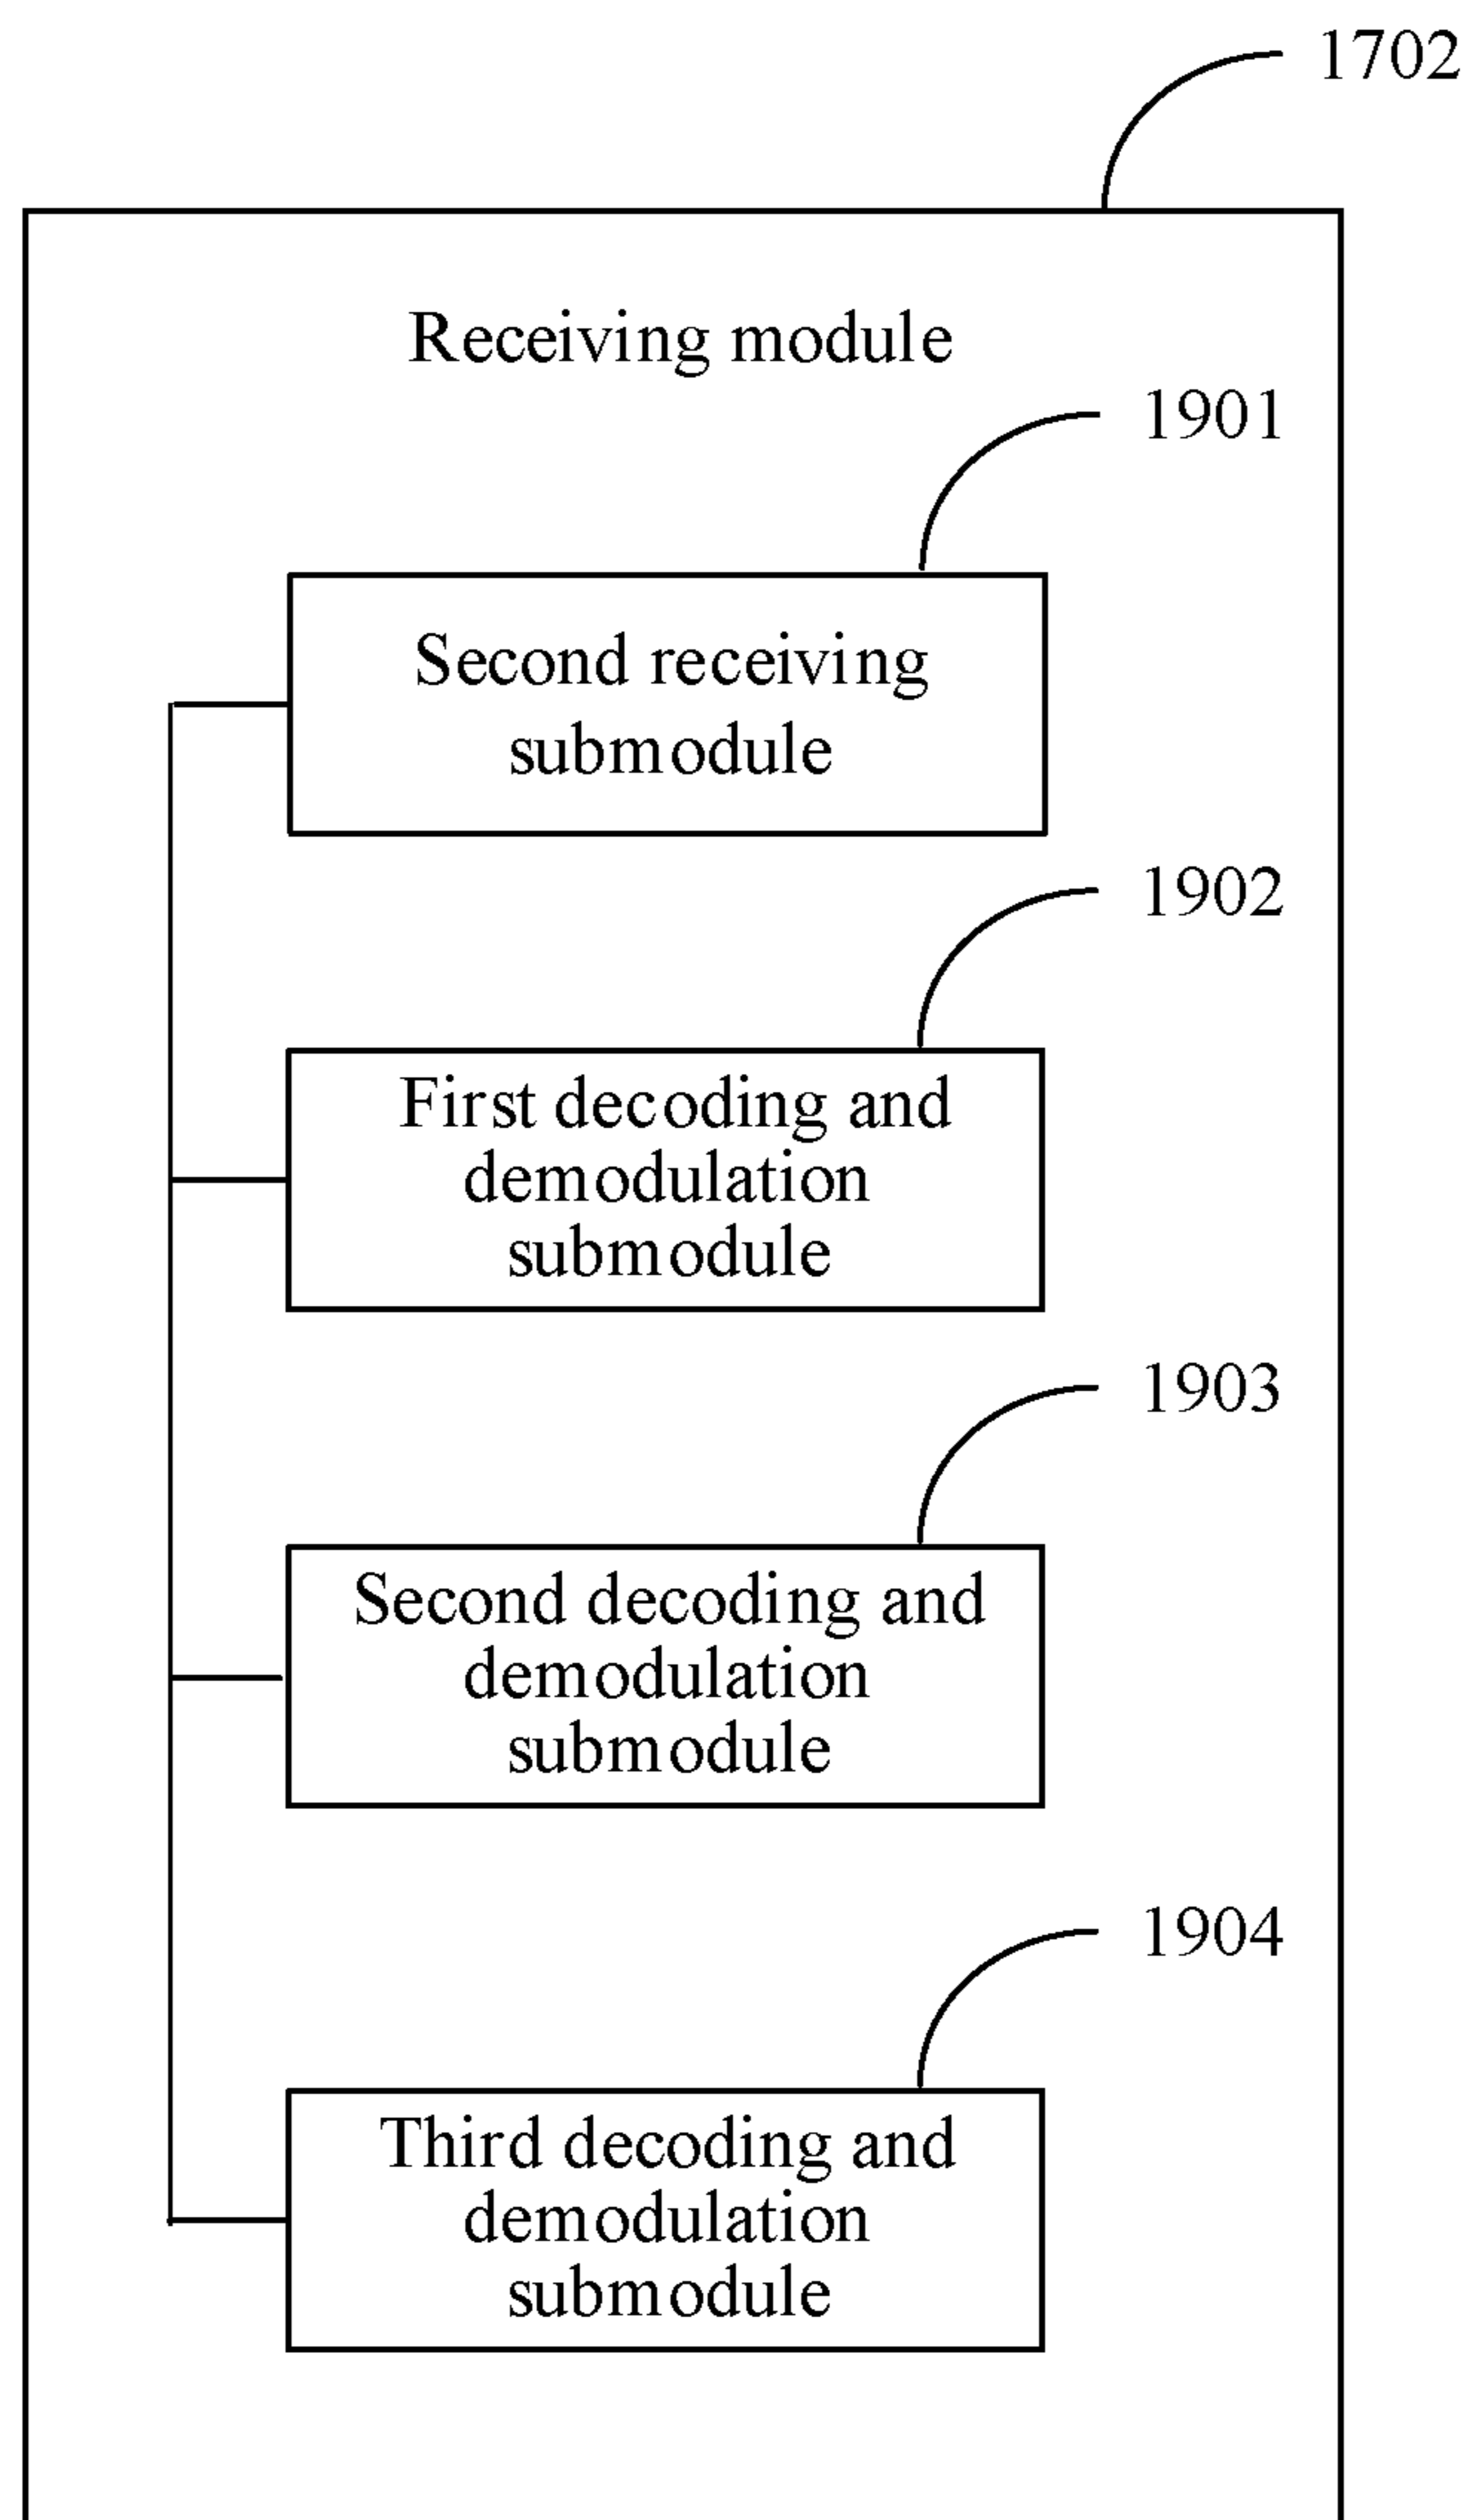 1702
Receiving module
1901
Second receiving
submodule
1902
First decoding and
demodulation
submodule
1903
Second decoding and
demodulation
submodule
1904
Third decoding and
demodulation
submodule